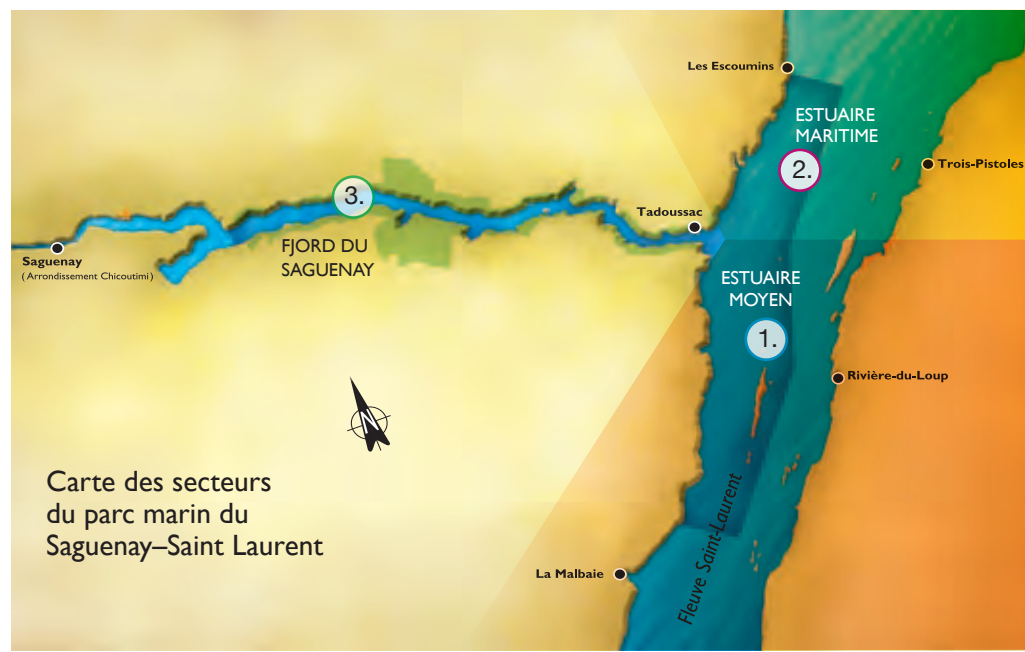 Les Escoumins
ESTUAIRE
MARITIME
2.
Trois-Pistoles
3.
Tadoussac
FJORD DU
SAGUENAY
Saguenay
(Arrondissement Chicoutimi)
ESTUAIRE
MOYEN
1.
Rivière-du-Loup
N
Carte des secteurs
du parc marin du
Saguenay–Saint Laurent
Fleuve Saint-Laurent
La Malbaie